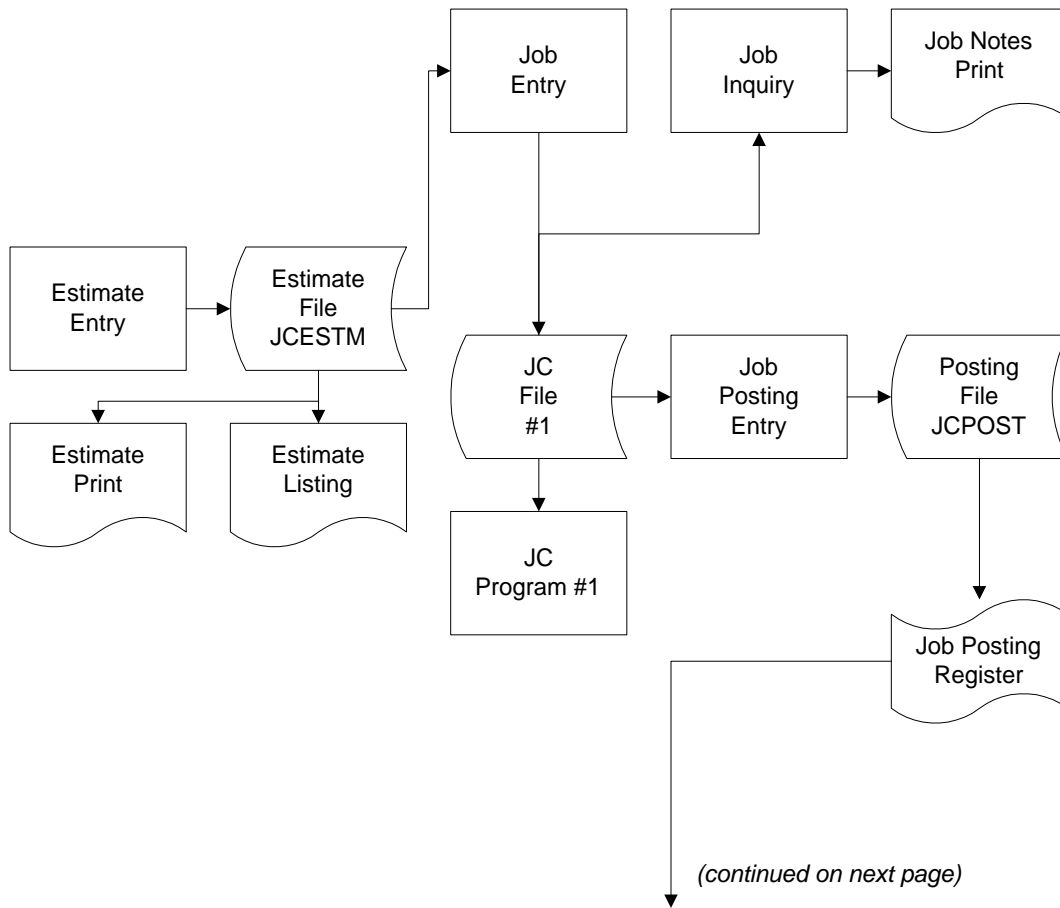 Job
Entry
Job
Inquiry
Job Notes
Print
Estimate
Entry
Estimate
File
JCESTM
JC
File
#1
Job
Posting
Entry
Posting
File
JCPOST
Estimate
Print
Estimate
Listing
JC
Program #1
Job Posting
Register
(continued on next page)